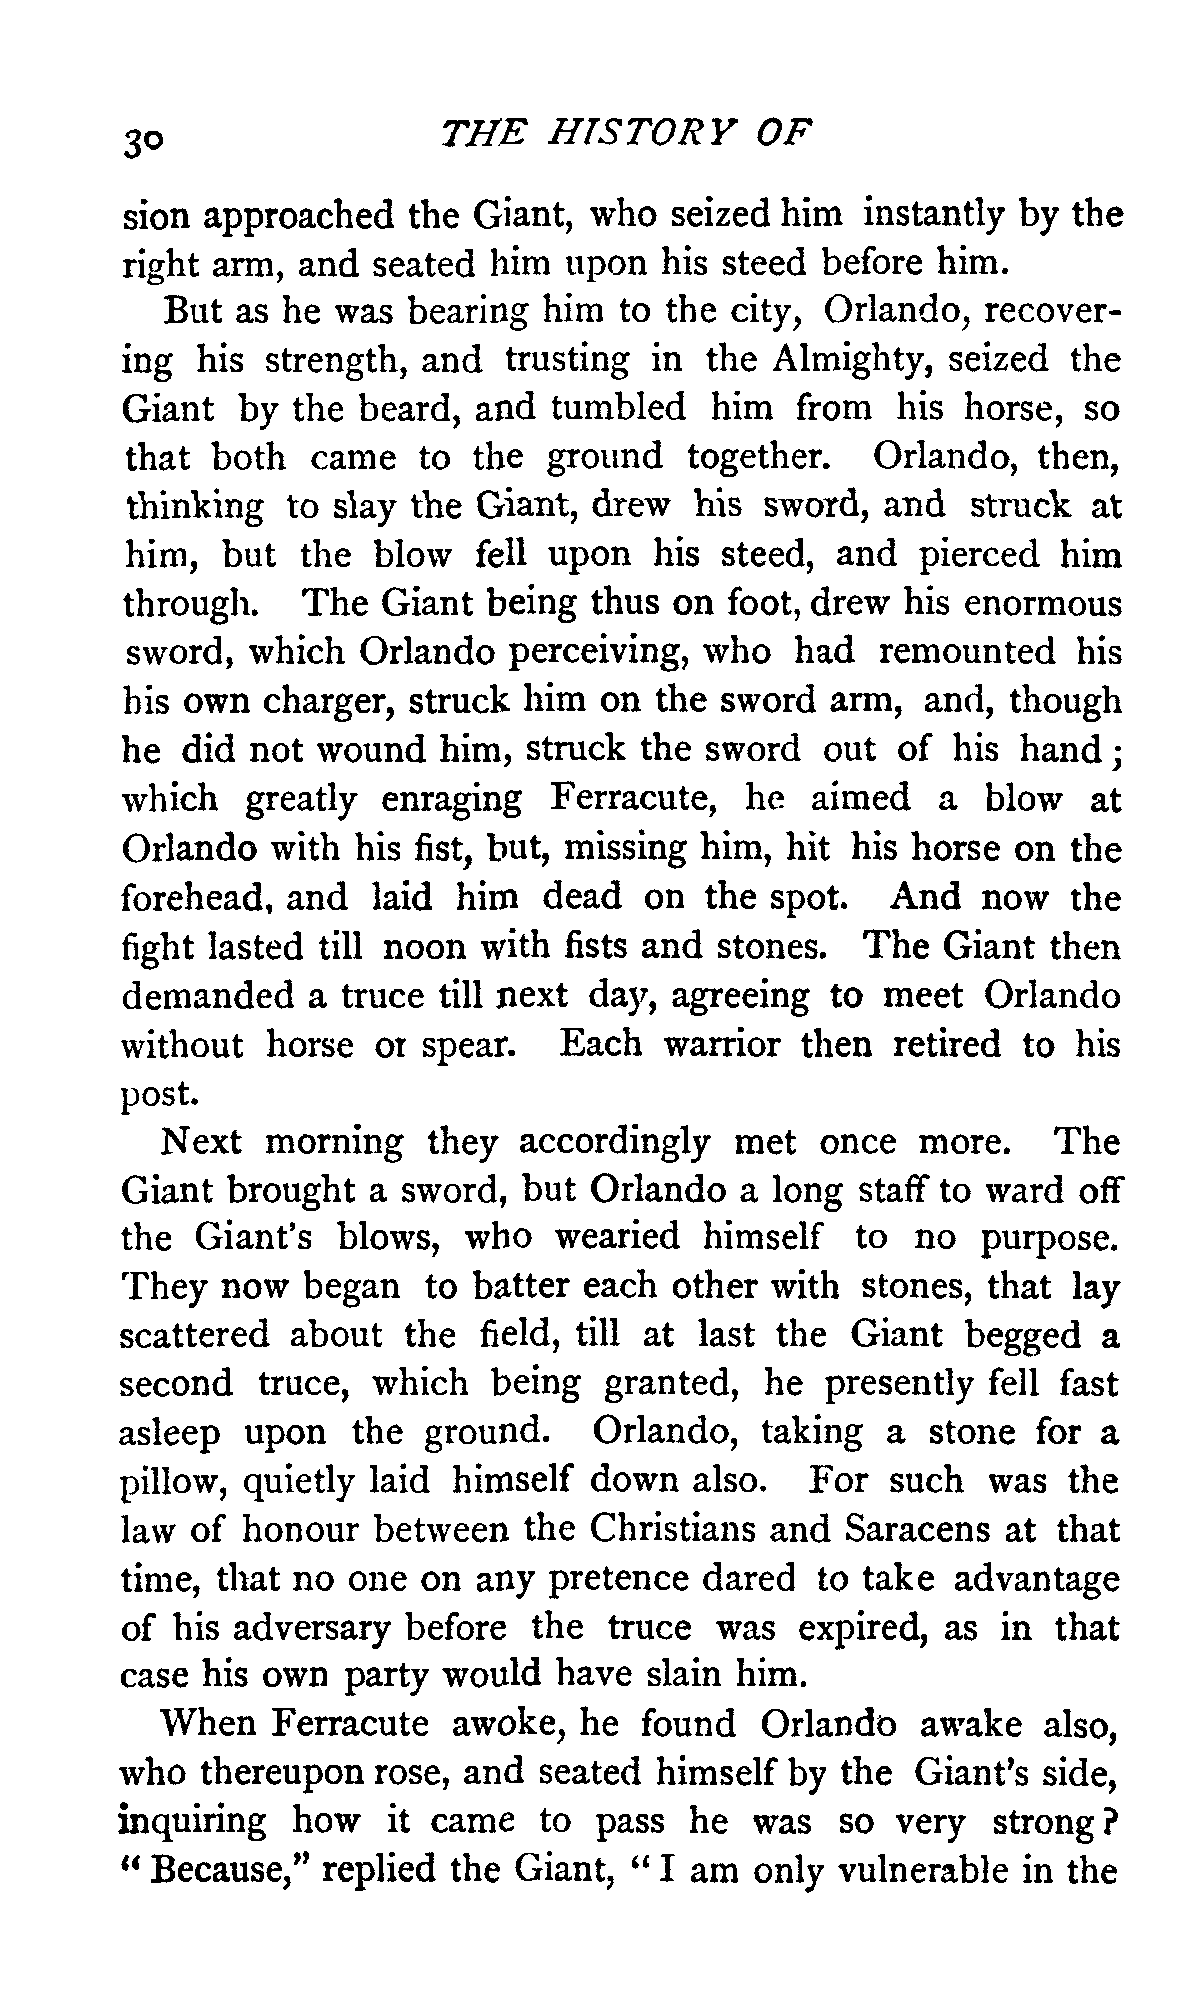 30 THE HISTORY OF
sion approached the Giant, who seized him instantly by the
right arm, and seated him upon his steed before him.
But as he was bearing him to the city, Orlando, recover-
ing his strength, and trusting in the Almighty, seized the
Giant by the beard, and tumbled him from his horse, so
that both came to the ground together. Orlando, then,
thinking to slay the Giant, drew his sword, and struck at
him, but the blow fell upon his steed, and pierced him
through. The Giant being thus on foot, drew his enormous
sword, which Orlando perceiving, who had remounted his
his own charger, struck him on the sword arm, and, though
he did not wound him, struck the sword out of his hand ;
which greatly enraging Ferracute, he aimed a blow at
Orlando with his fist, but, missing him, hit his horse on the
forehead, and laid him dead on the spot. And now the
fight lasted till noon with fists and stones. The Giant then
demanded a truce till next day, agreeing to meet Orlando
without horse or spear. Each warrior then retired to his
post.
Next morning they accordingly met once more. The
Giant brought a sword, but Orlando a long staff to ward off
the Giant's blows, who wearied himself to no purpose.
They now began to batter each other with stones, that lay
scattered about the field, till at last the Giant begged a
second truce, which being granted, he presently fell fast
asleep upon the ground. Orlando, taking a stone for a
pillow, quietly laid himself down also. For such was the
law of honour between the Christians and Saracens at that
time, that no one on any pretence dared to take advantage
of his adversary before the truce was expired, as in that
case his own party would have slain him.
When Ferracute awoke, he found Orlando awake also,
who thereupon rose, and seated himself by the Giant's side,
inquiring how it came to pass he was so very strong ?
" Because," replied the Giant, " I am only vulnerable in the